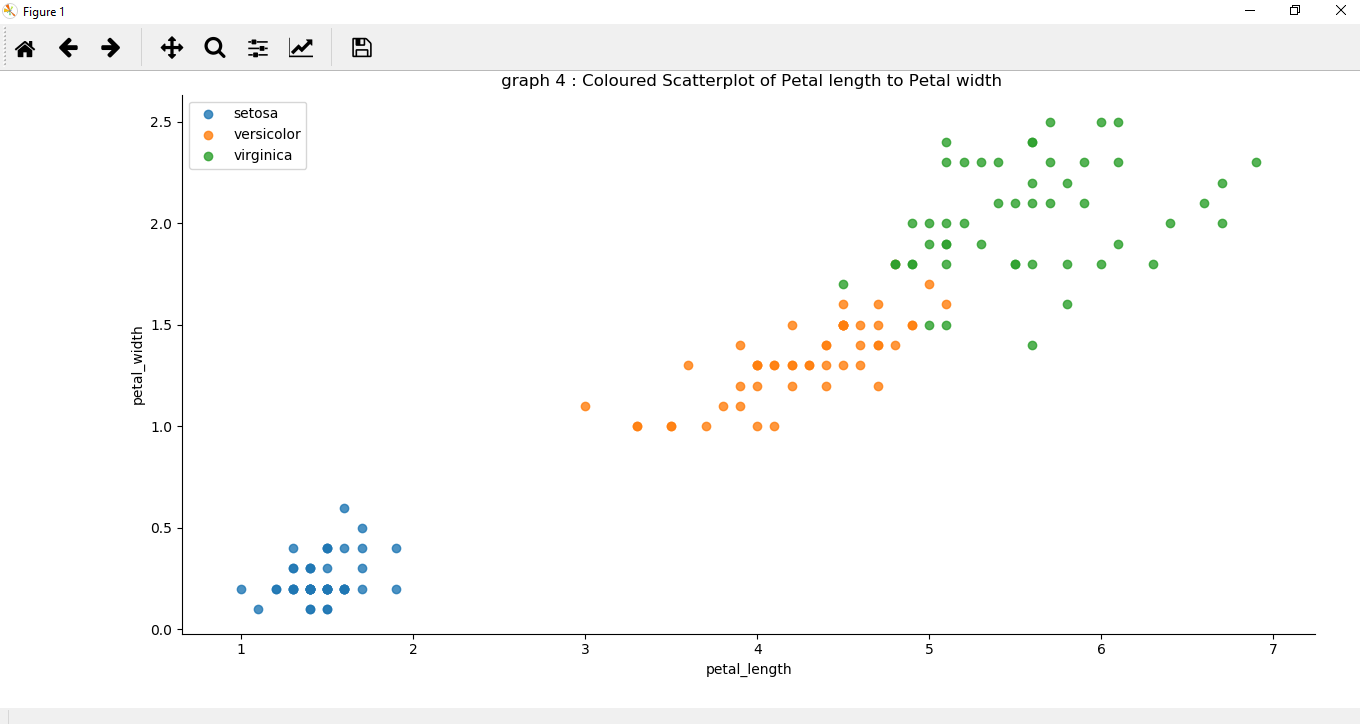 Figure 1
graph 4 : Coloured Scatterplot of Petal length to Petal width
setosa
versicolor
virginica
2.5
2.0
1.5
1.0
0.5
0.0
petal_width
1 2 3 4 5 6 7
petal_length